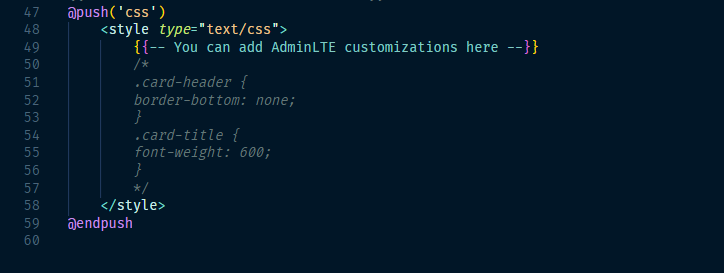 47 @push('css')
48 <style type="text/css">
49 {{-- You can add AdminLTE customizations here --}}
50 /*
51 .card-header {
52 border-bottom: none;
53 }
54 .card-title {
55 font-weight: 600;
56 }
57 */
58 </style>
59 @endpush
60